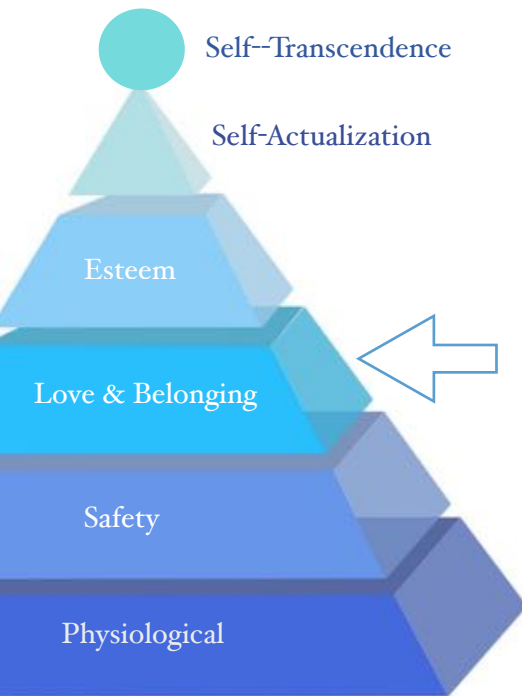 Self--Transcendence
Self-Actualization
Esteem
Love & Belonging
Safety
Physiological